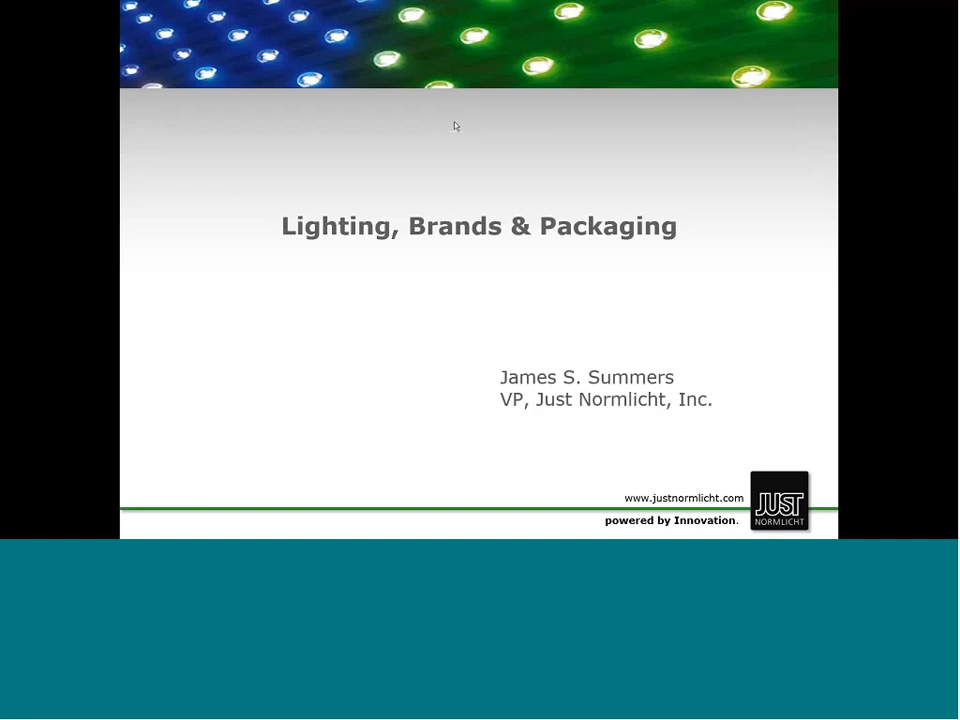 Lighting, Brands & Packaging
James S. Summers
VP, Just Normlicht, Inc.
www.justnormlicht.com
powered by Innovation.
JUST
NORMLICHT